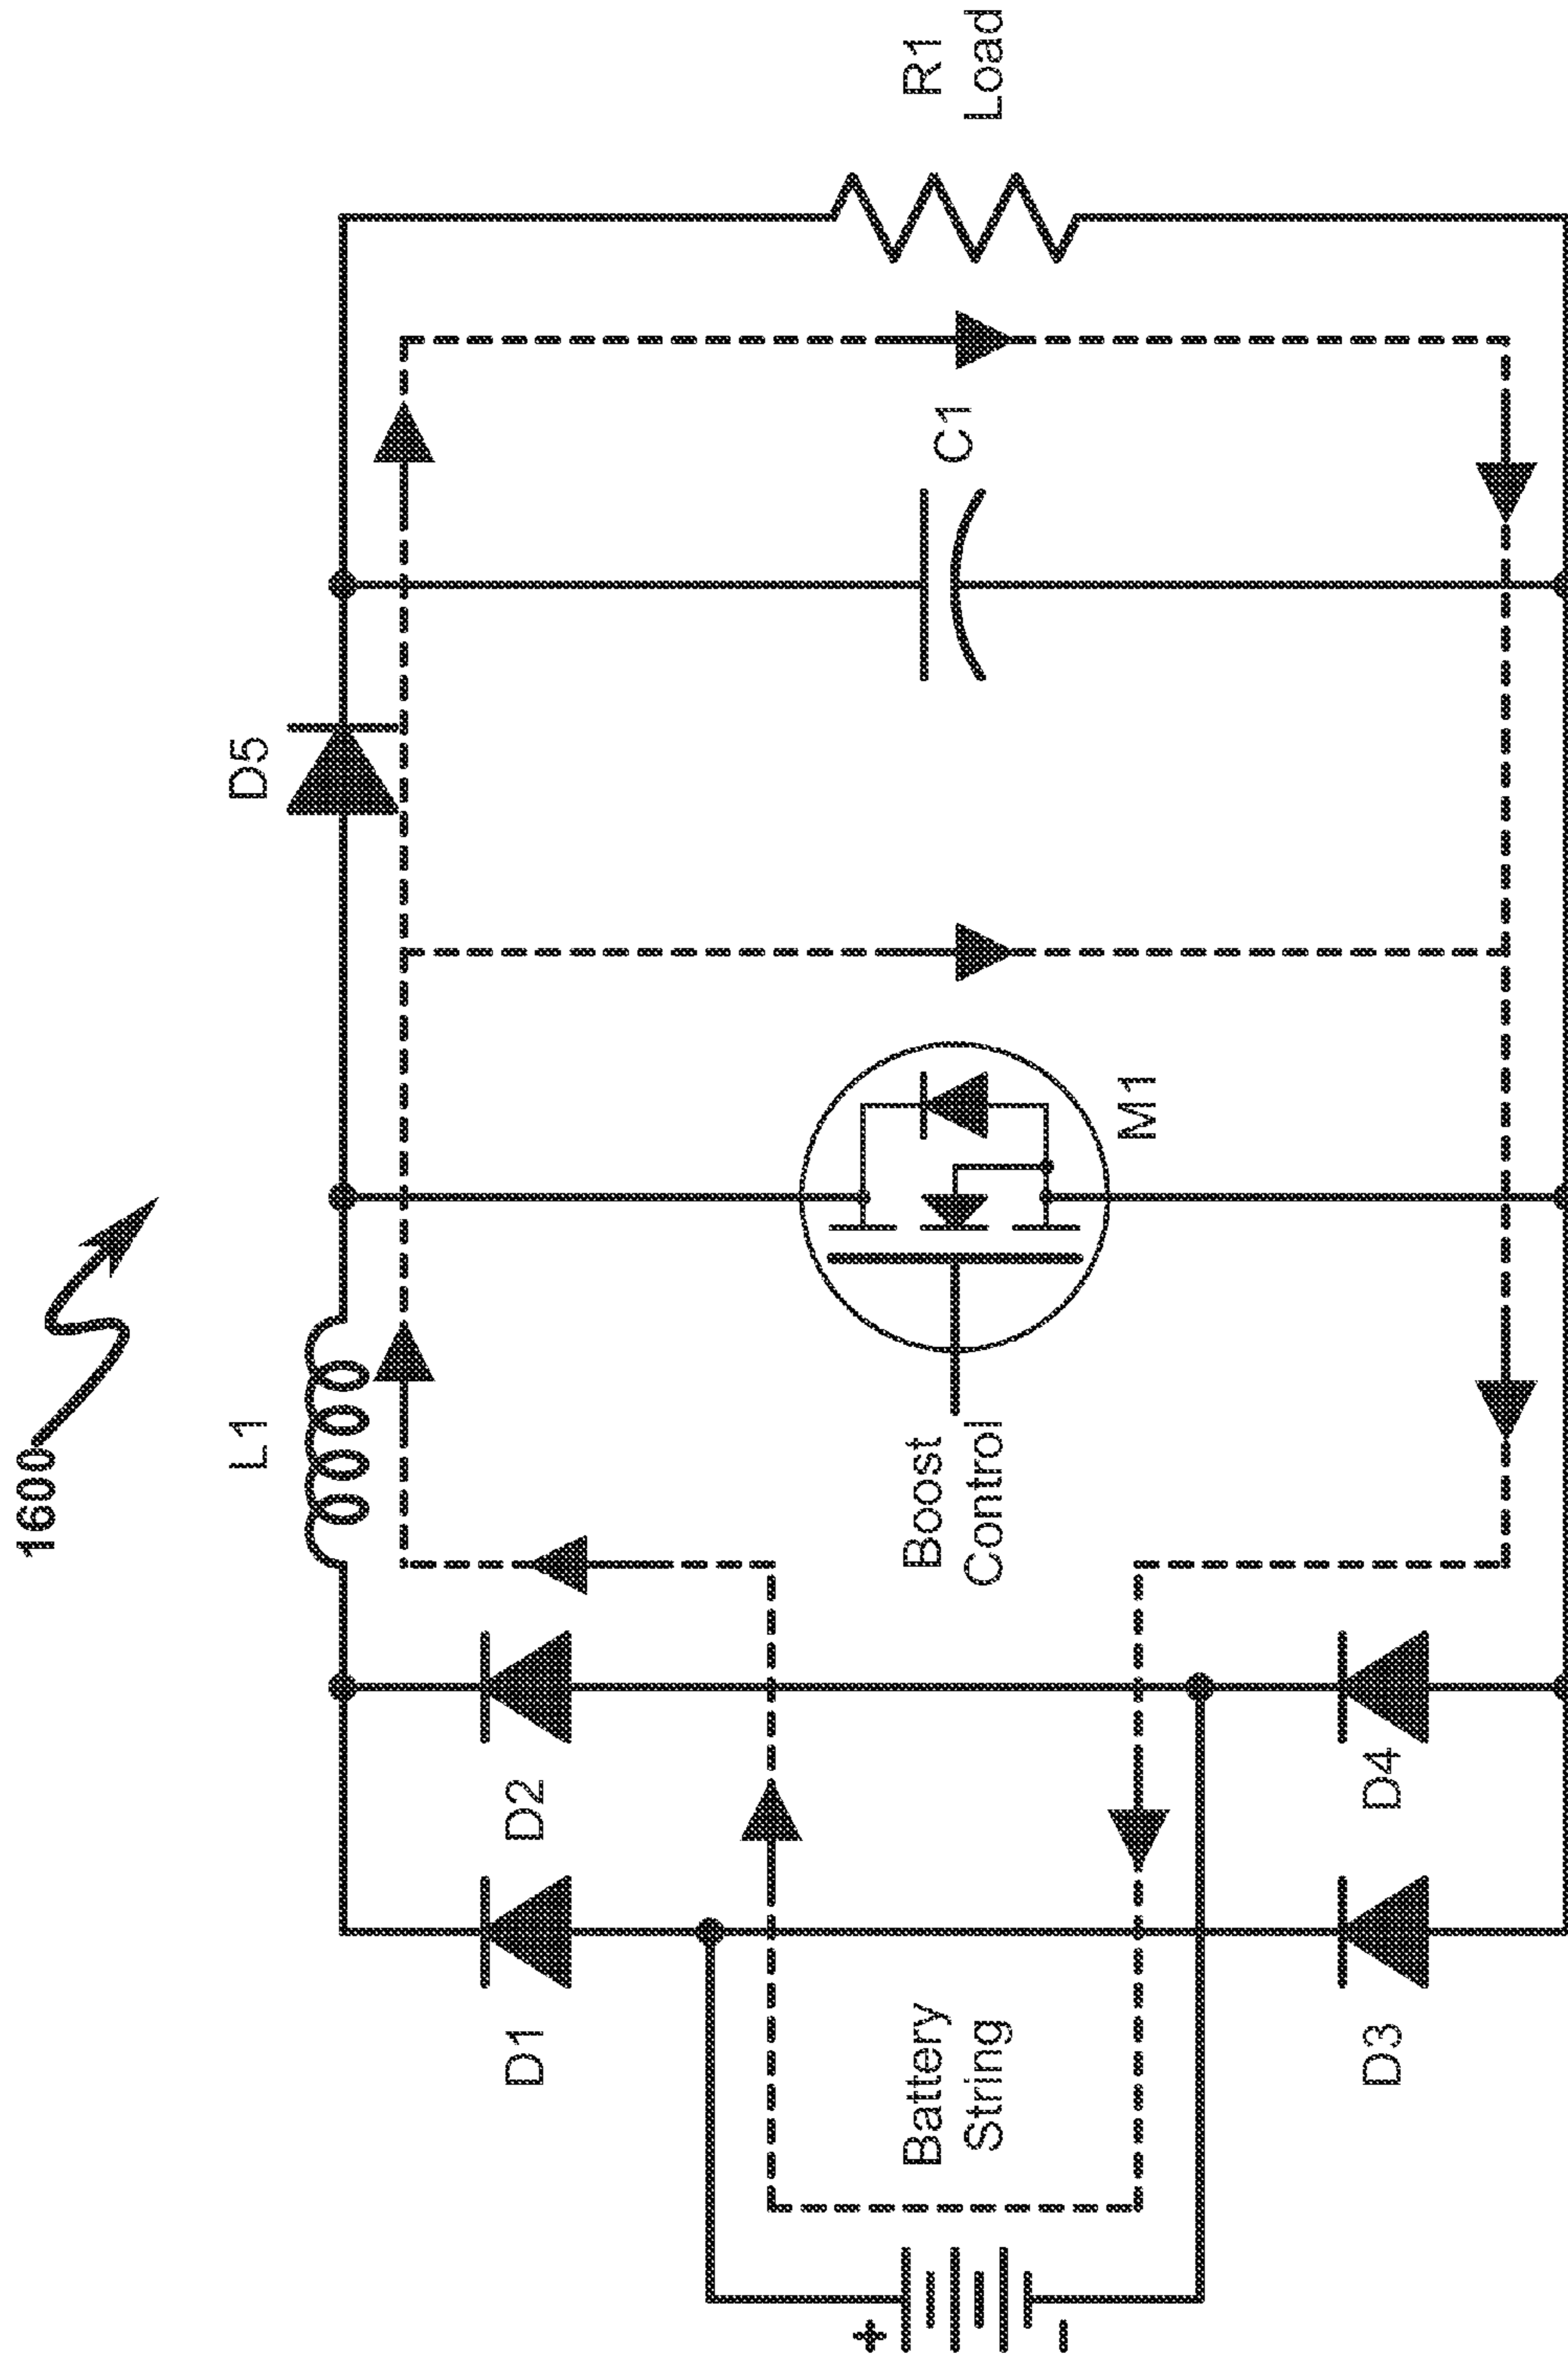 1600
L1
D5
D1
D2
Battery
String
+
-
Boost
Control
M1
C1
R1
Load
D3
D4